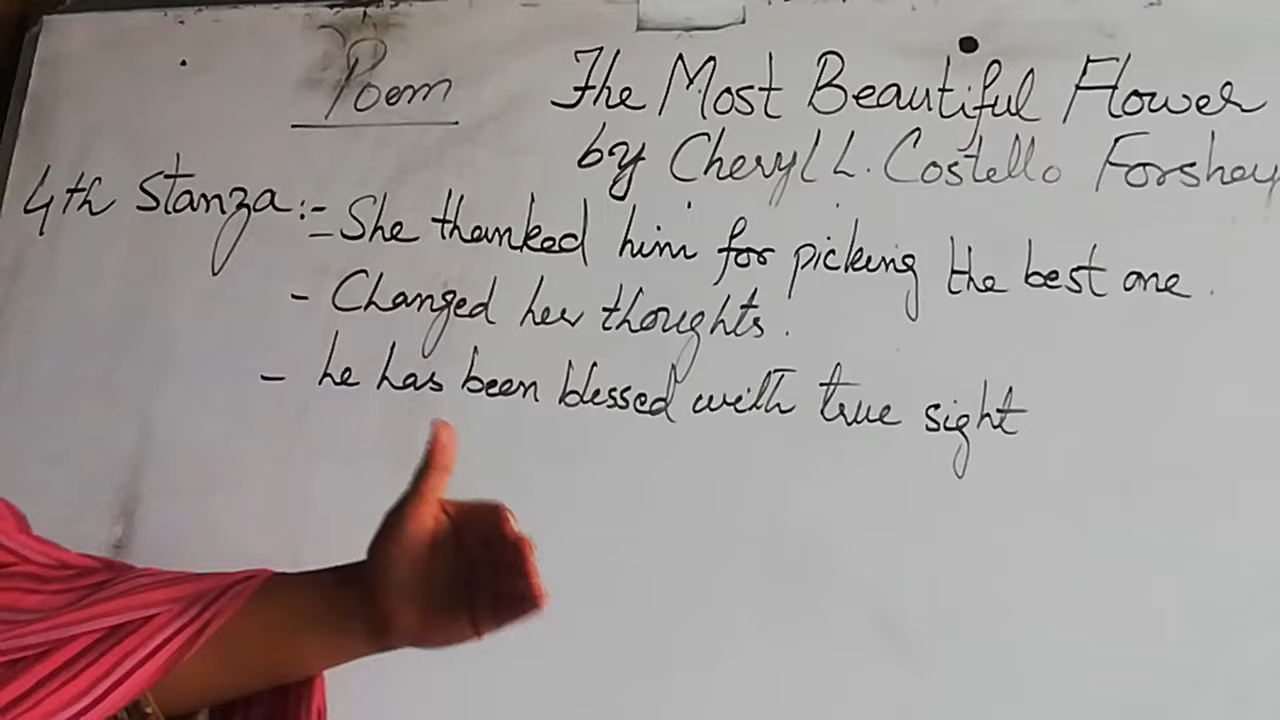 Poem
The Most Beautiful Flower
by Cheryl L. Costello Forshey
4th Stanza:- She thanked him for picking the best one.
- Changed her thoughts.
- he has been blessed with true sight